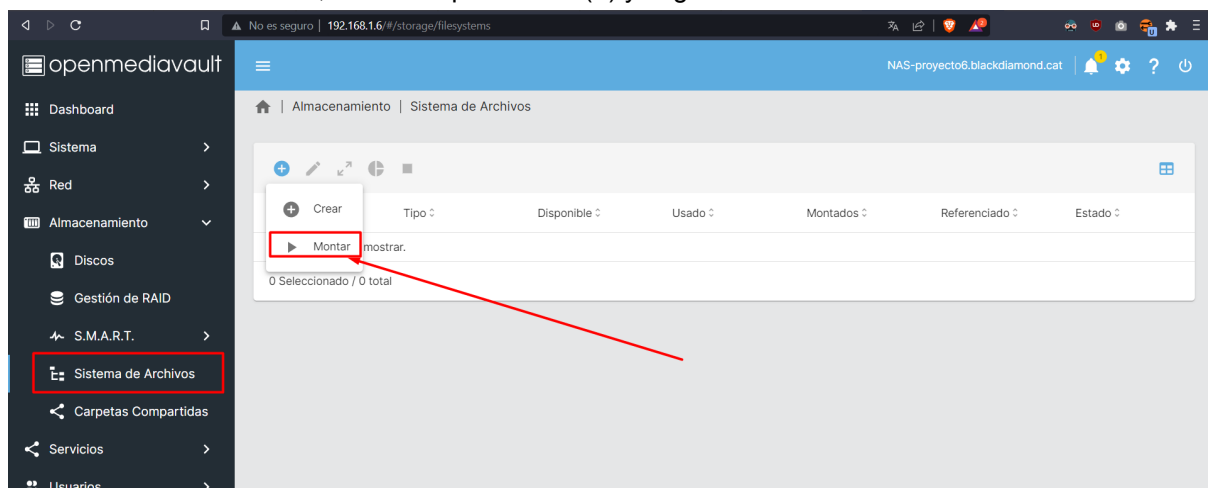 No es seguro | 192.168.1.6/#/storage/filesystems
openmediavault
NAS-proyecto6.blackdiamond.cat
1
?
Dashboard
| Almacenamiento | Sistema de Archivos
Sistema
Red
Crear
Tipo
Disponible
Usado
Montados
Referenciado
Estado
Almacenamiento
Montar
mostrar.
Discos
0 Seleccionado / 0 total
Gestión de RAID
S.M.A.R.T.
Sistema de Archivos
Carpetas Compartidas
Servicios
Usuarios